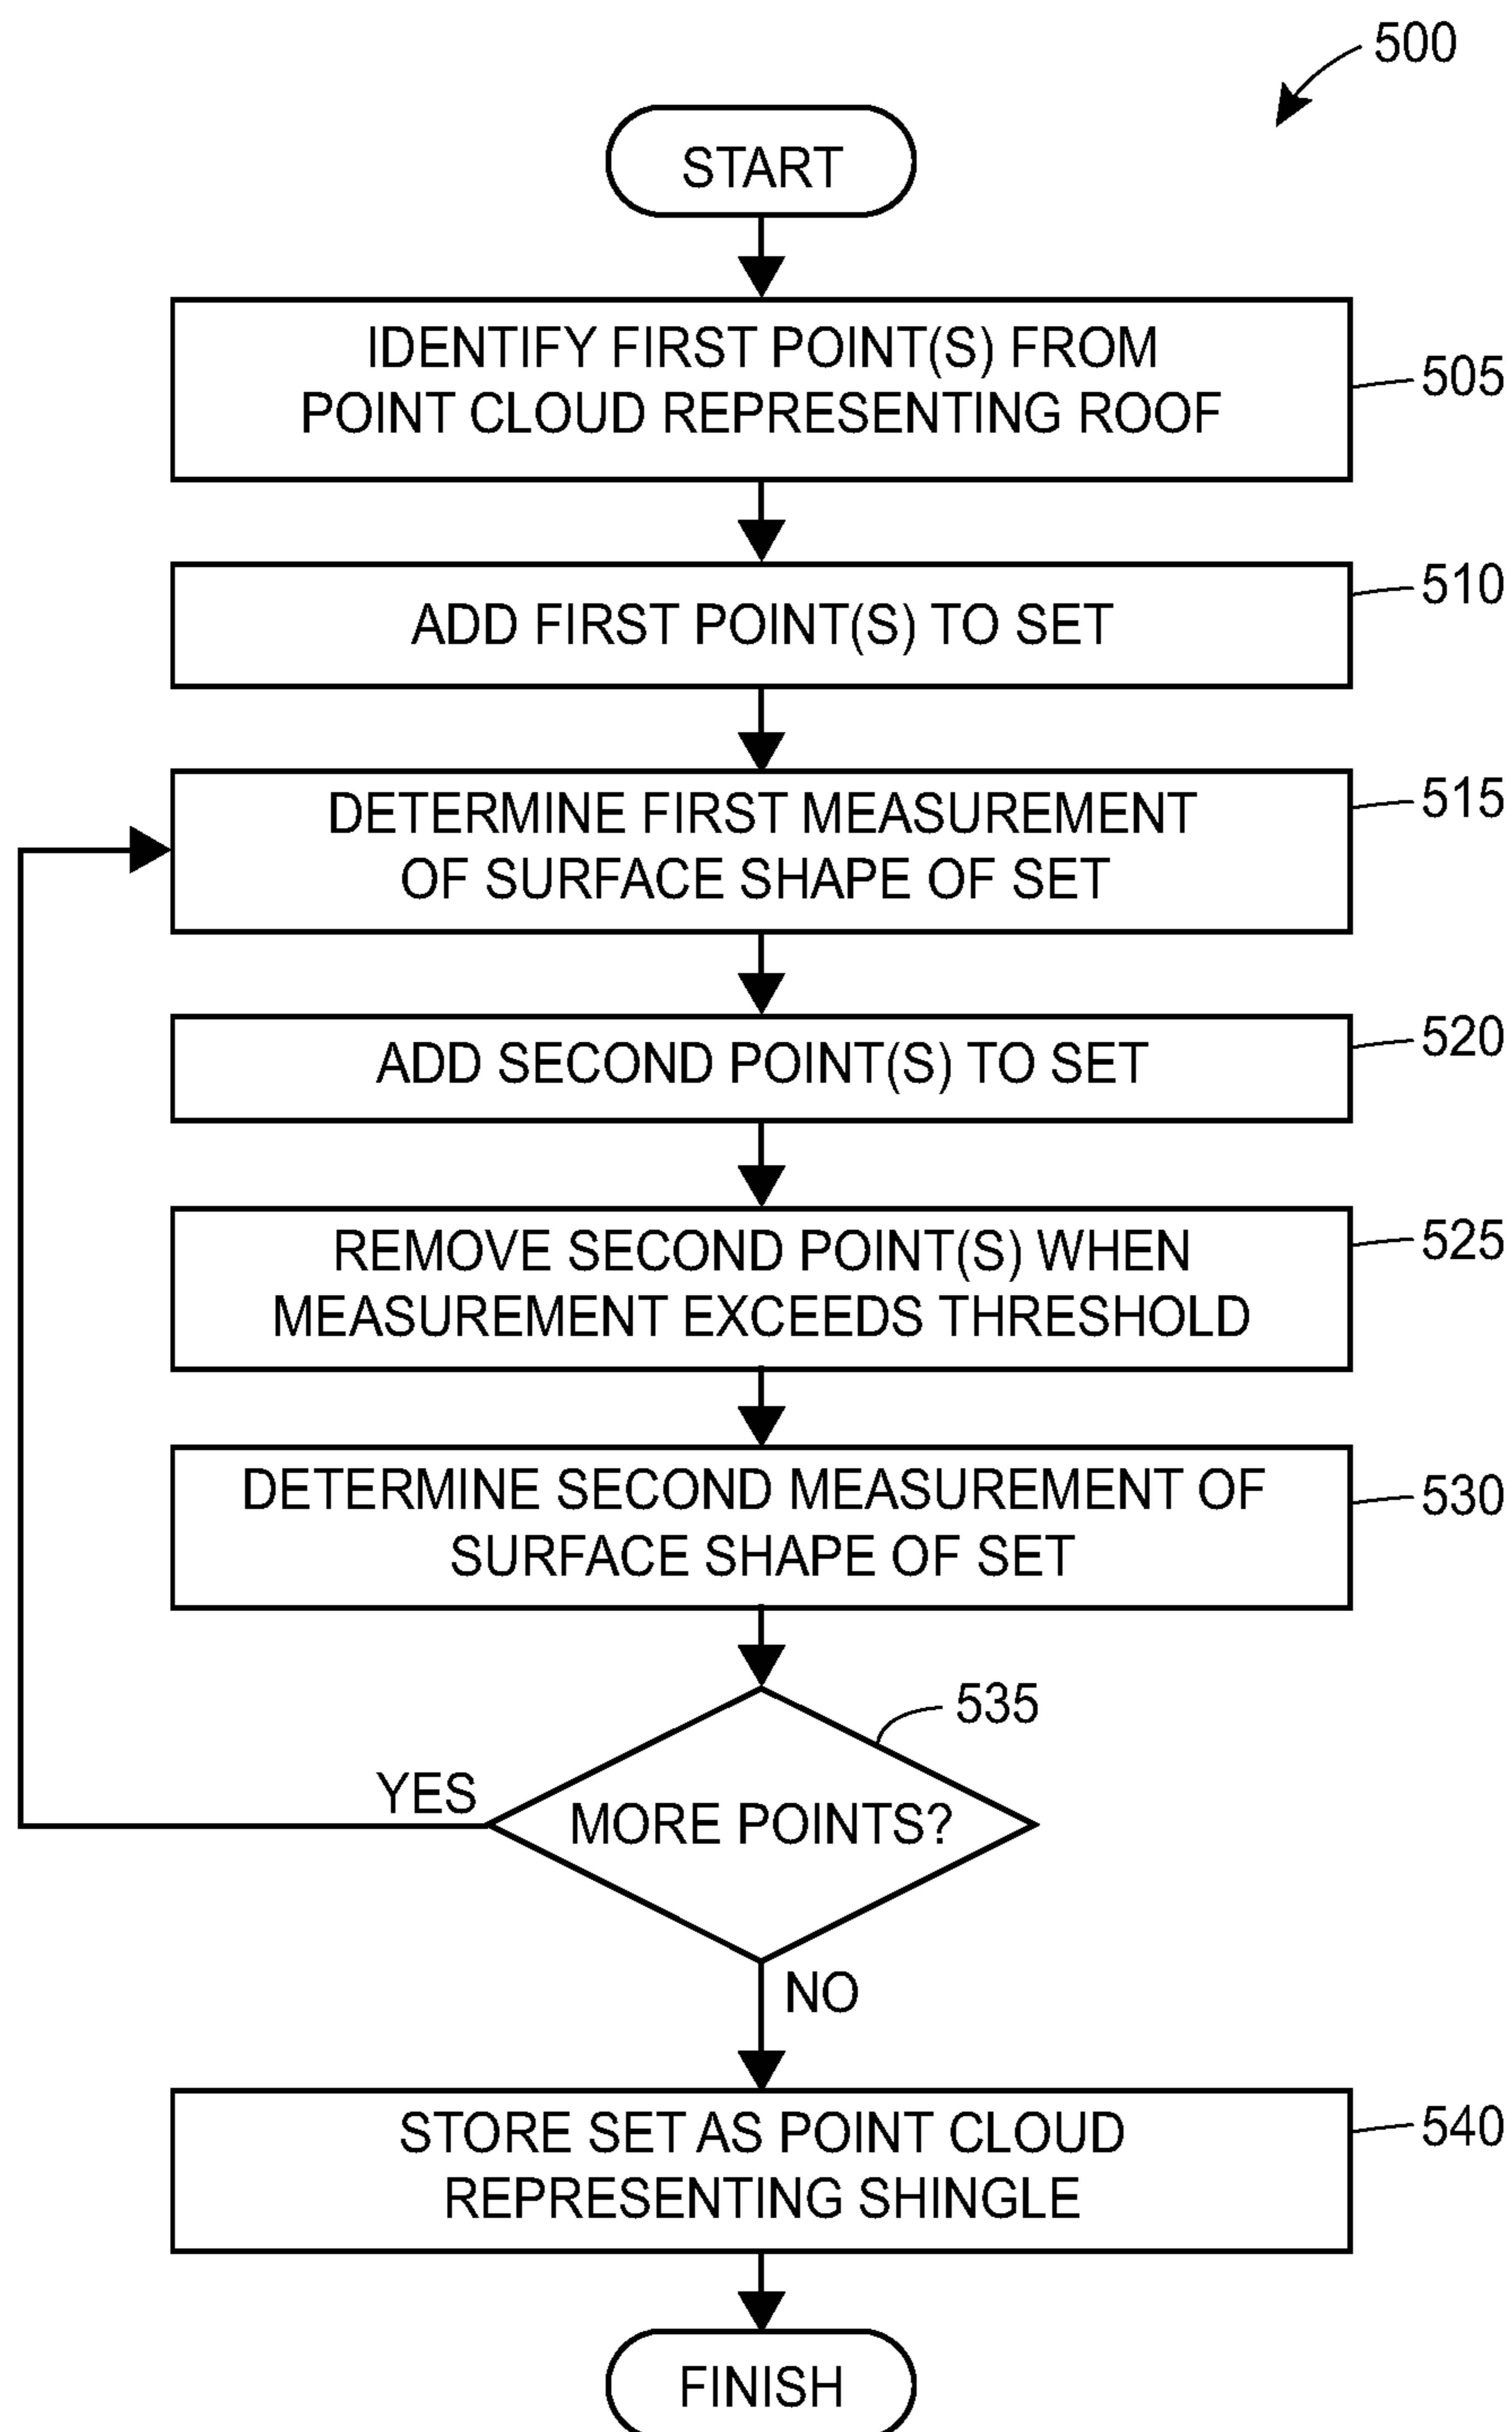 500
START
IDENTIFY FIRST POINT(S) FROM
POINT CLOUD REPRESENTING ROOF
505
ADD FIRST POINT(S) TO SET
510
DETERMINE FIRST MEASUREMENT
OF SURFACE SHAPE OF SET
515
ADD SECOND POINT(S) TO SET
520
REMOVE SECOND POINT(S) WHEN
MEASUREMENT EXCEEDS THRESHOLD
525
DETERMINE SECOND MEASUREMENT OF
SURFACE SHAPE OF SET
530
535
YES
MORE POINTS?
NO
STORE SET AS POINT CLOUD
REPRESENTING SHINGLE
540
FINISH